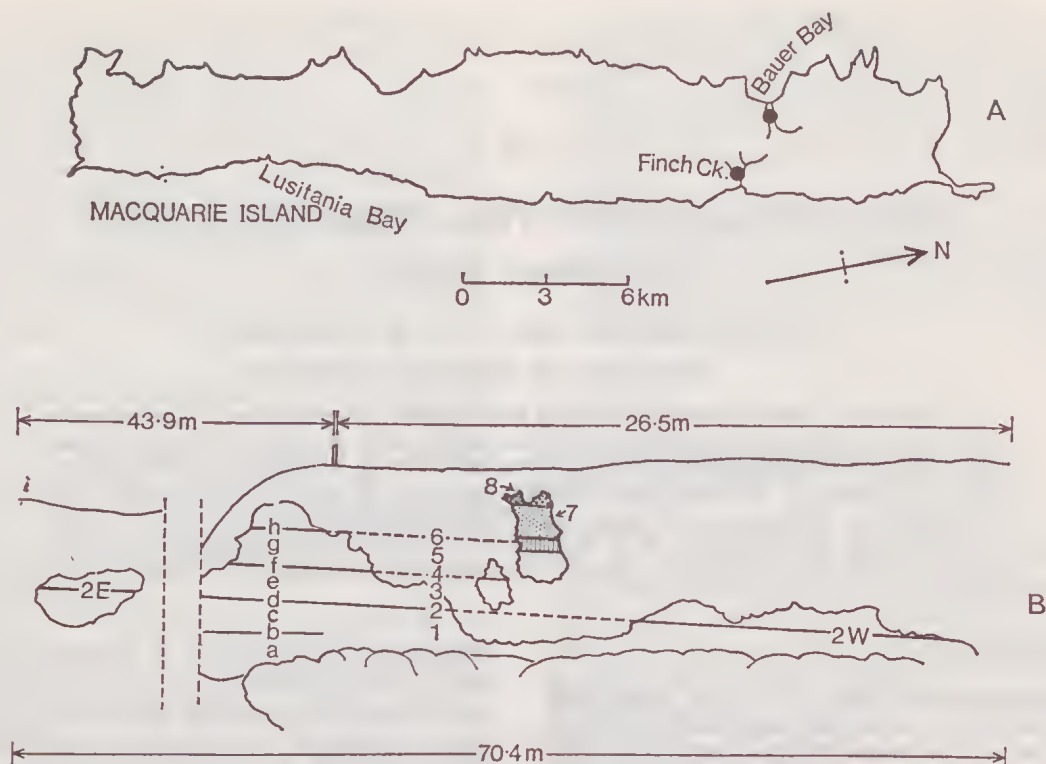 Bauer Bay
A
Finch Ck.
Lusitania Bay
MACQUARIE ISLAND
N
0 3 6km
43·9m 26·5m
8 7
h 6
g 5
f 4
e 3
2E d 2
c 1
b 2W
a
B
70·4m